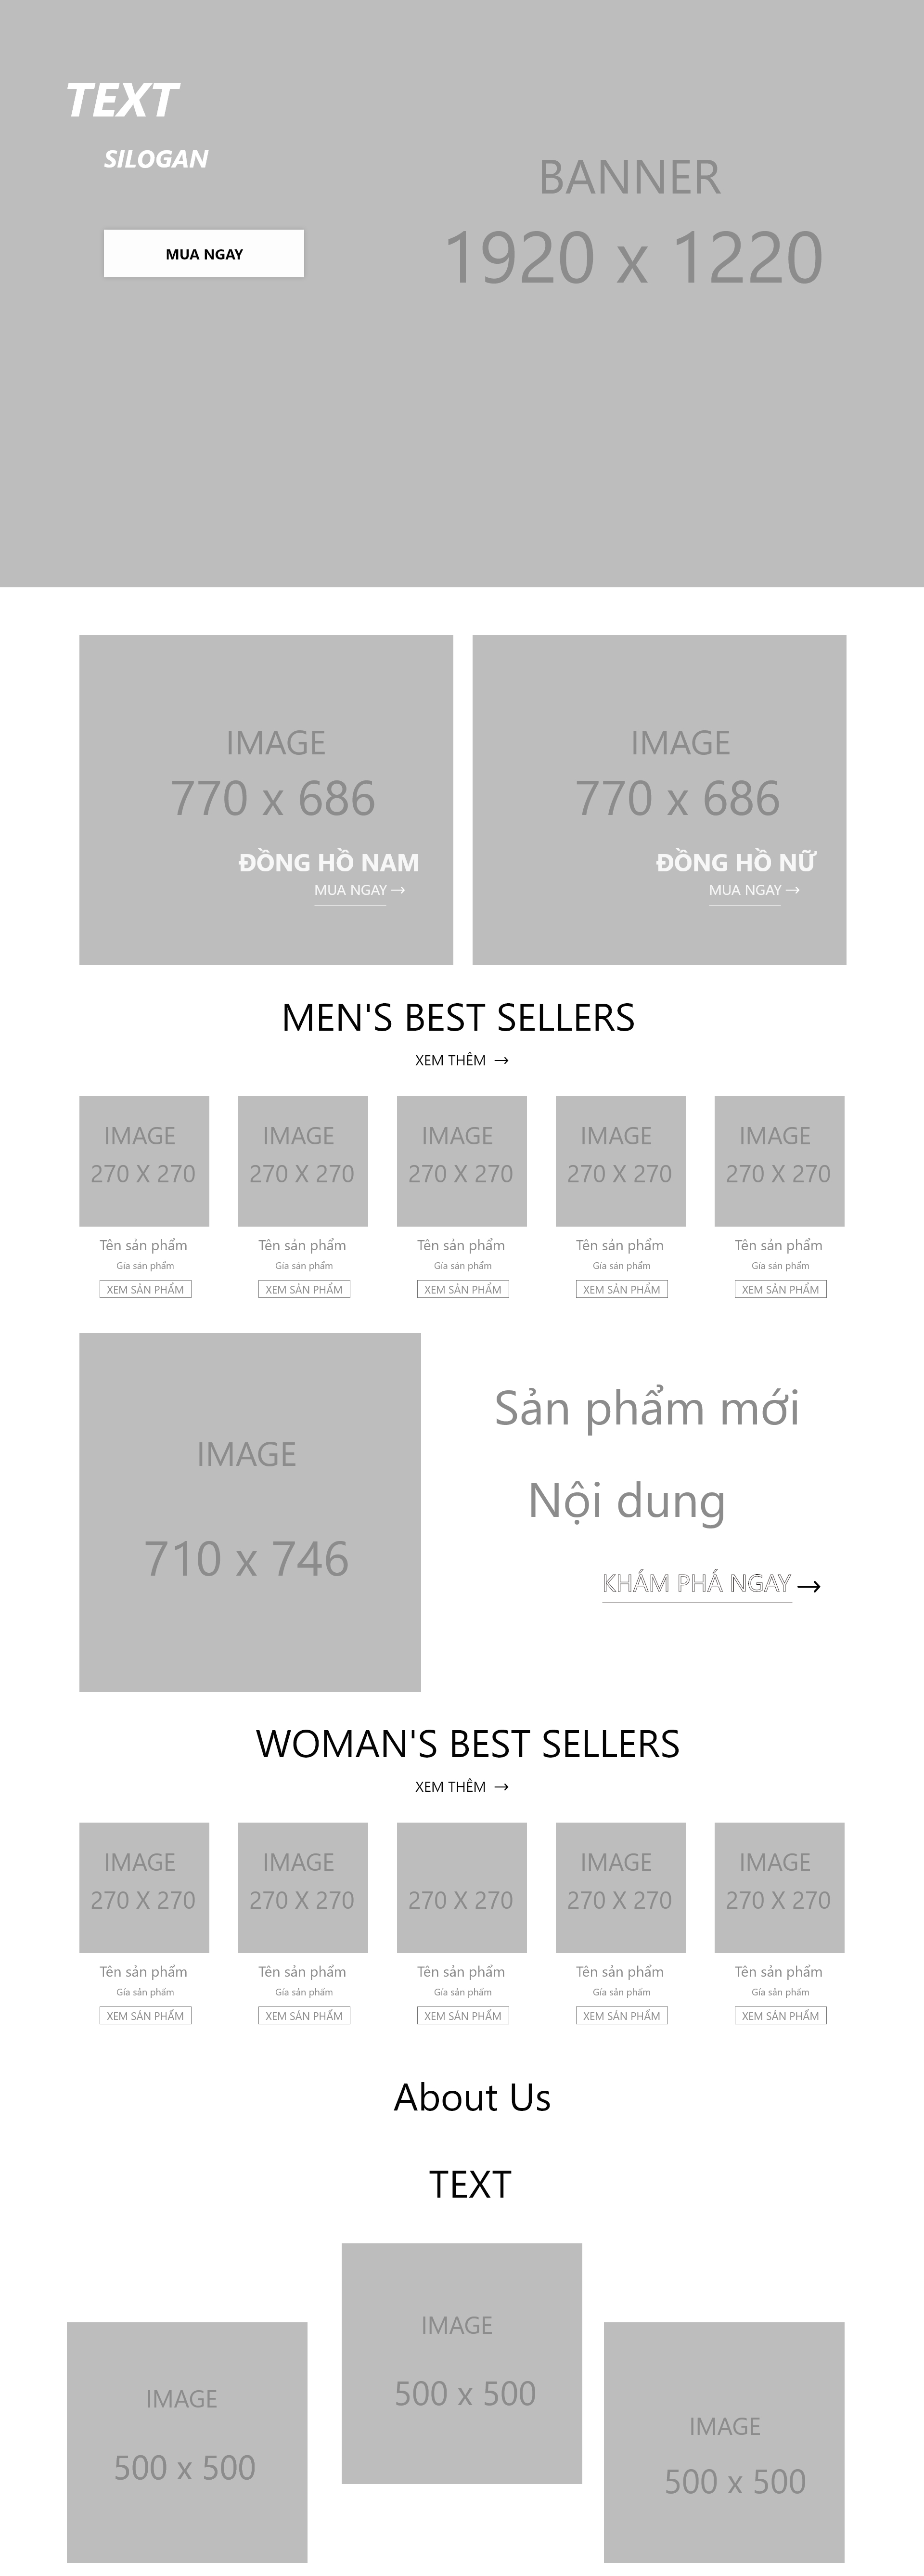 TEXT
SILOGAN
MUA NGAY
BANNER
1920 x 1220
IMAGE
770 x 686
ĐỒNG HỒ NAM
MUA NGAY →
IMAGE
770 x 686
ĐỒNG HỒ NỮ
MUA NGAY →
MEN'S BEST SELLERS
XEM THÊM →
IMAGE IMAGE IMAGE IMAGE IMAGE
270 X 270 270 X 270 270 X 270 270 X 270 270 X 270
Tên sản phẩm Tên sản phẩm Tên sản phẩm Tên sản phẩm Tên sản phẩm
Gía sản phẩm Gía sản phẩm Gía sản phẩm Gía sản phẩm Gía sản phẩm
XEM SẢN PHẨM XEM SẢN PHẨM XEM SẢN PHẨM XEM SẢN PHẨM XEM SẢN PHẨM
IMAGE
710 x 746
Sản phẩm mới
Nội dung
KHÁM PHÁ NGAY →
WOMAN'S BEST SELLERS
XEM THÊM →
IMAGE IMAGE IMAGE IMAGE
270 X 270 270 X 270 270 X 270 270 X 270 270 X 270
Tên sản phẩm Tên sản phẩm Tên sản phẩm Tên sản phẩm Tên sản phẩm
Gía sản phẩm Gía sản phẩm Gía sản phẩm Gía sản phẩm Gía sản phẩm
XEM SẢN PHẨM XEM SẢN PHẨM XEM SẢN PHẨM XEM SẢN PHẨM XEM SẢN PHẨM
About Us
TEXT
IMAGE
500 x 500
IMAGE
500 x 500
IMAGE
500 x 500